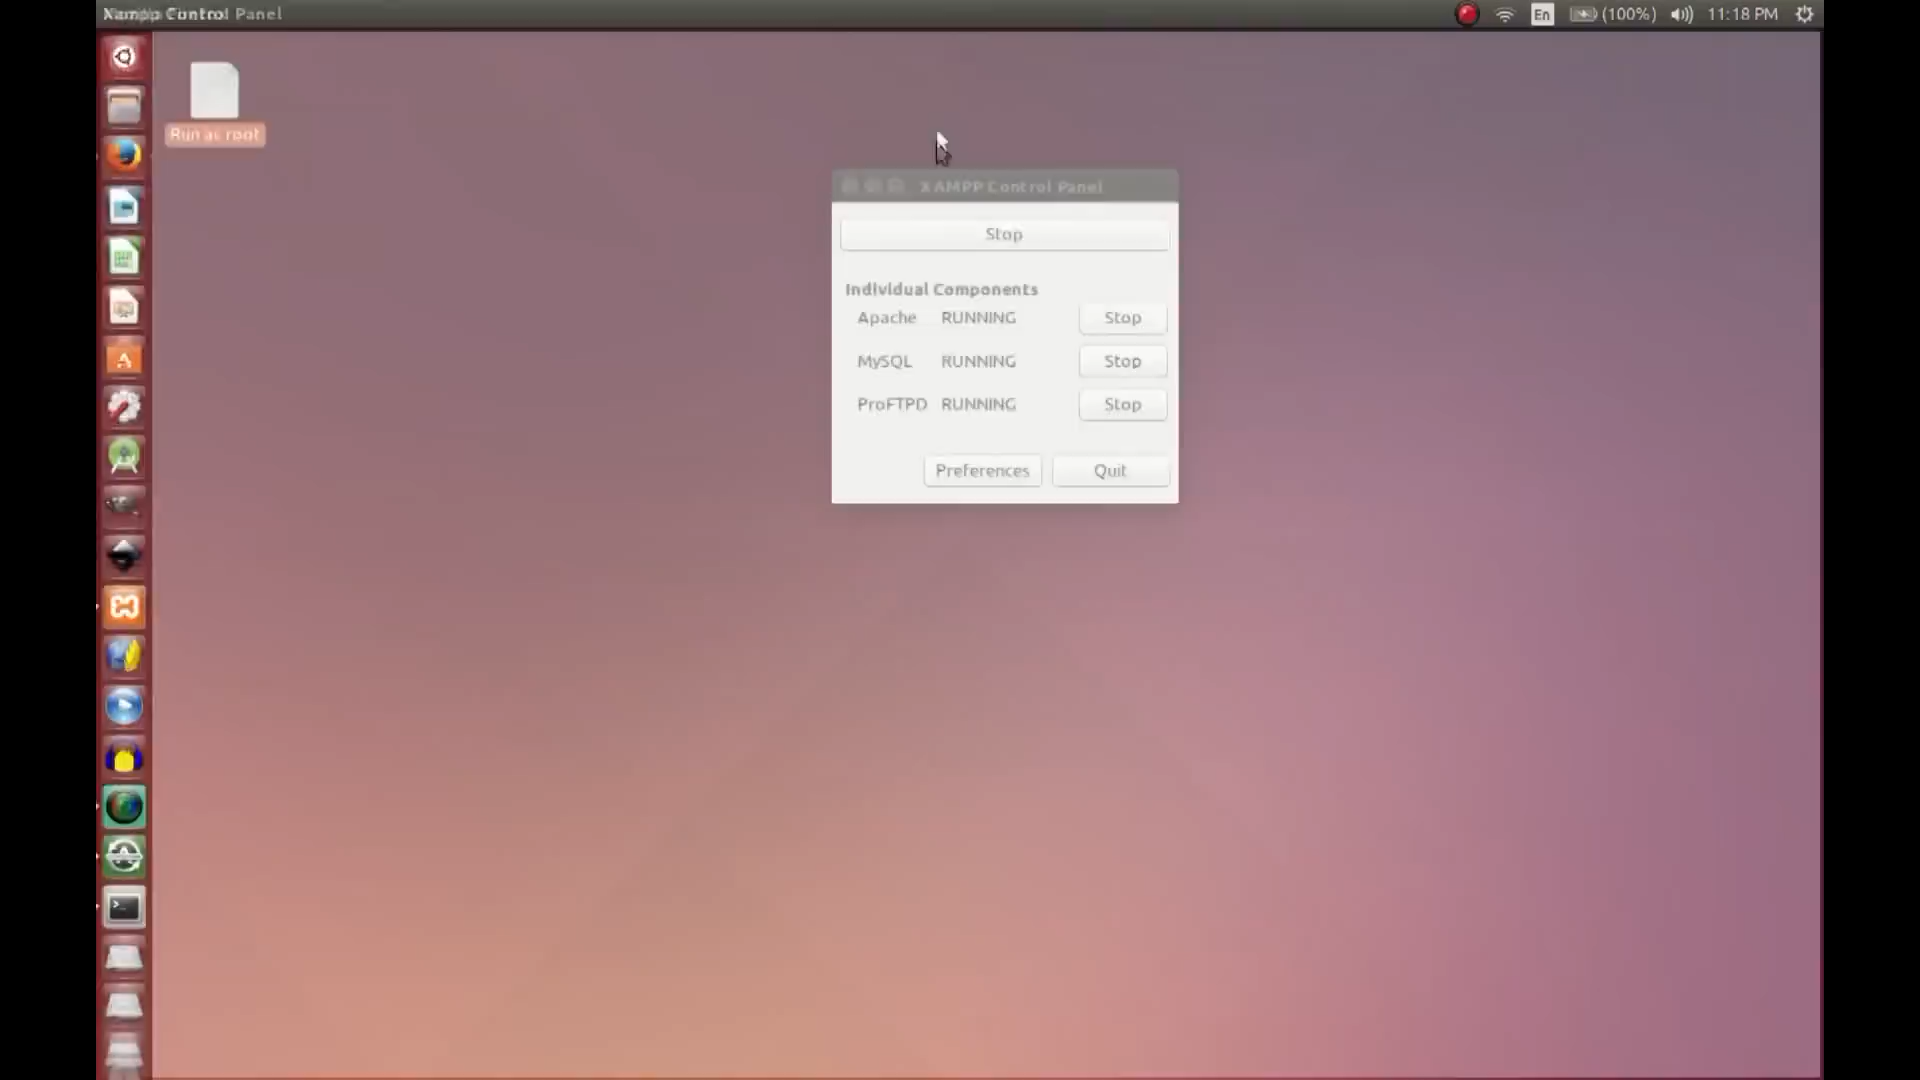 Xampp Control Panel
En (100%) 11:18 PM
Run as root
XAMPP Control Panel
Stop
Individual Components
Apache RUNNING Stop
MySQL RUNNING Stop
ProFTPD RUNNING Stop
Preferences Quit